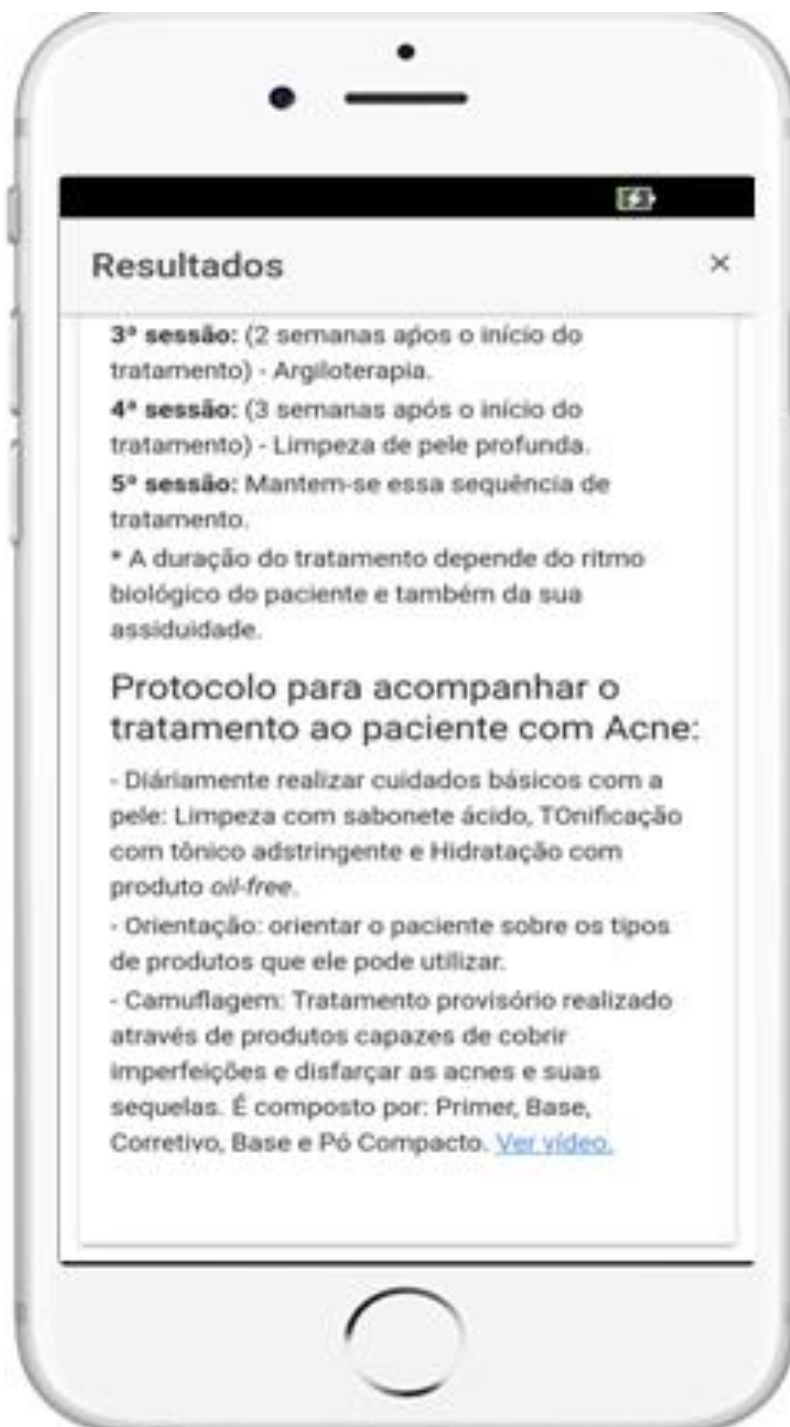 Resultados ×
3ª sessão: (2 semanas apos o início do
tratamento) - Argiloterapia.
4ª sessão: (3 semanas após o início do
tratamento) - Limpeza de pele profunda.
5ª sessão: Mantem-se essa sequência de
tratamento.
* A duração do tratamento depende do ritmo
biológico do paciente e também da sua
assiduidade.
Protocolo para acompanhar o
tratamento ao paciente com Acne:
- Diáriamente realizar cuidados básicos com a
pele: Limpeza com sabonete ácido, TOnificação
com tônico adstringente e Hidratação com
produto oil-free.
- Orientação: orientar o paciente sobre os tipos
de produtos que ele pode utilizar.
- Camuflagem: Tratamento provisório realizado
através de produtos capazes de cobrir
imperfeições e disfarçar as acnes e suas
sequelas. É composto por: Primer, Base,
Corretivo, Base e Pó Compacto. Ver vídeo.